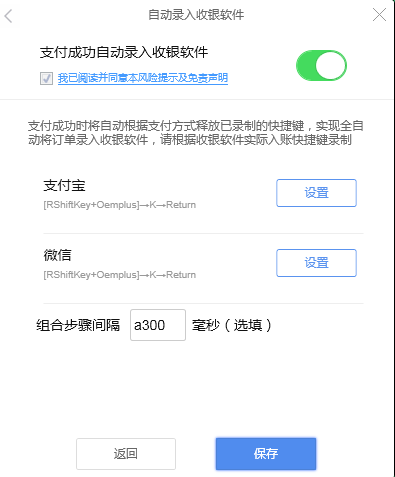 自动录入收银软件
支付成功自动录入收银软件
我已阅读并同意本风险提示及免责声明
支付成功时将自动根据支付方式释放已录制的快捷键，实现全自
动将订单录入收银软件，请根据收银软件实际入账快捷键录制
支付宝
设置
[RShiftKey+Oemplus]→K→Return
微信
设置
[RShiftKey+Oemplus]→K→Return
组合步骤间隔 a300 毫秒（选填）
返回 保存